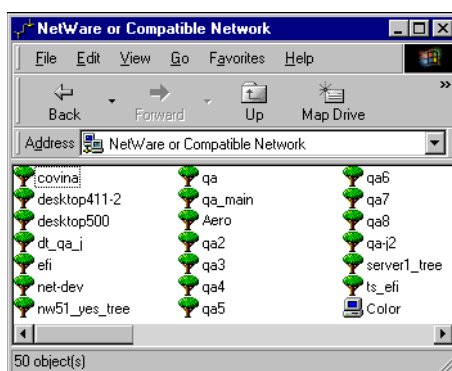 NetWare or Compatible Network
File Edit View Go Favorites Help
Back Forward Up Map Drive »
Address NetWare or Compatible Network
covina
desktop411-2
desktop500
dt_qa_j
efi
net-dev
nw51_yes_tree
qa
qa_main
Aero
qa2
qa3
qa4
qa5
qa6
qa7
qa8
qa-j2
server1_tree
ts_efi
Color
50 object(s)